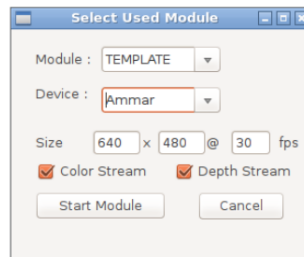 Select Used Module
Module : TEMPLATE
Device : Ammar
Size 640 x 480 @ 30 fps
Color Stream Depth Stream
Start Module Cancel